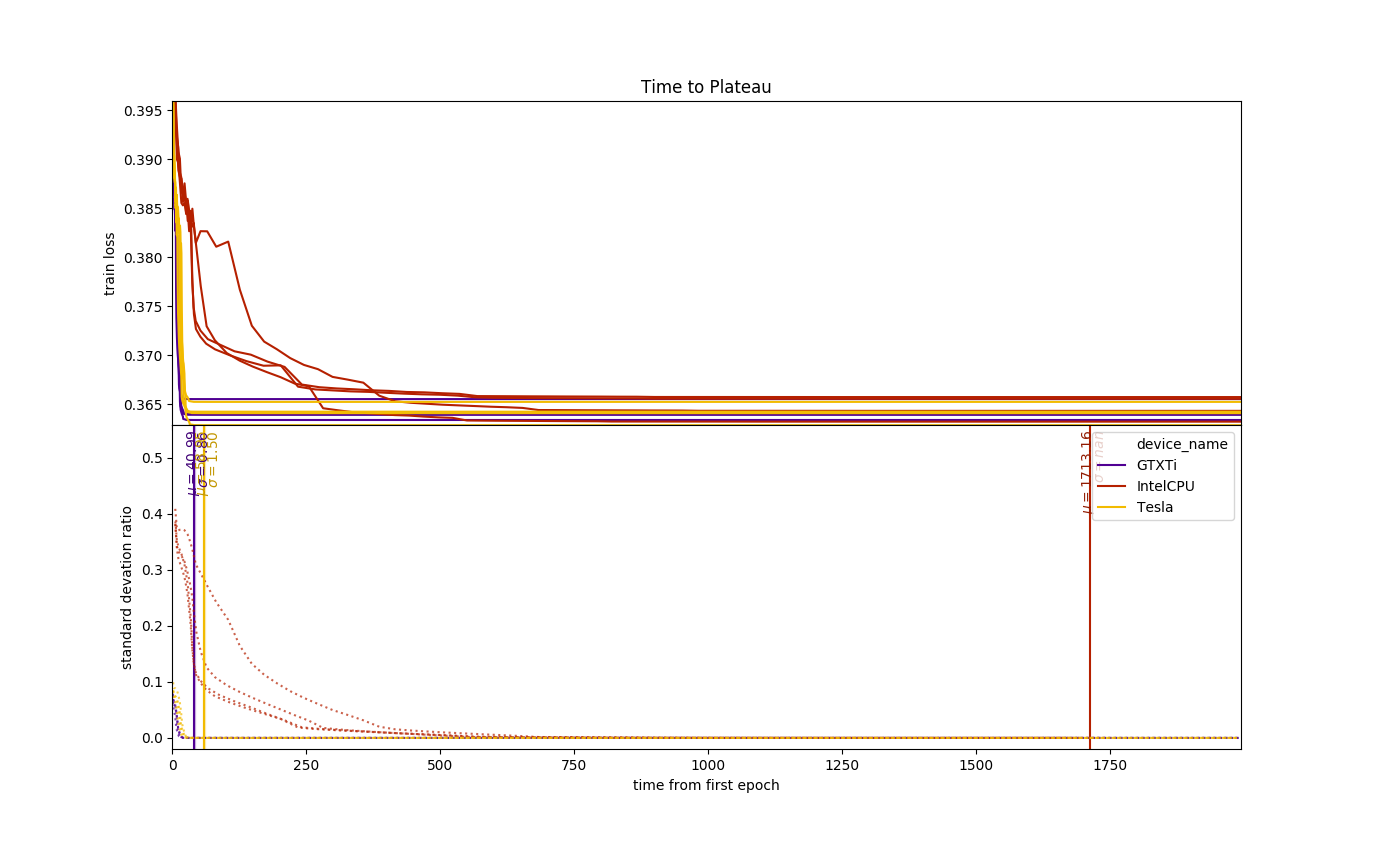 Time to Plateau
0.395
0.390
0.385
0.380
0.375
0.370
0.365
train loss
0.5
0.4
0.3
0.2
0.1
0.0
standard devation ratio
μ = 40.99
σ = 0.86
σ = 1.50
μ = 1713.16
σ = nan
device_name
GTXTi
IntelCPU
Tesla
0
250
500
750
1000
1250
1500
1750
time from first epoch